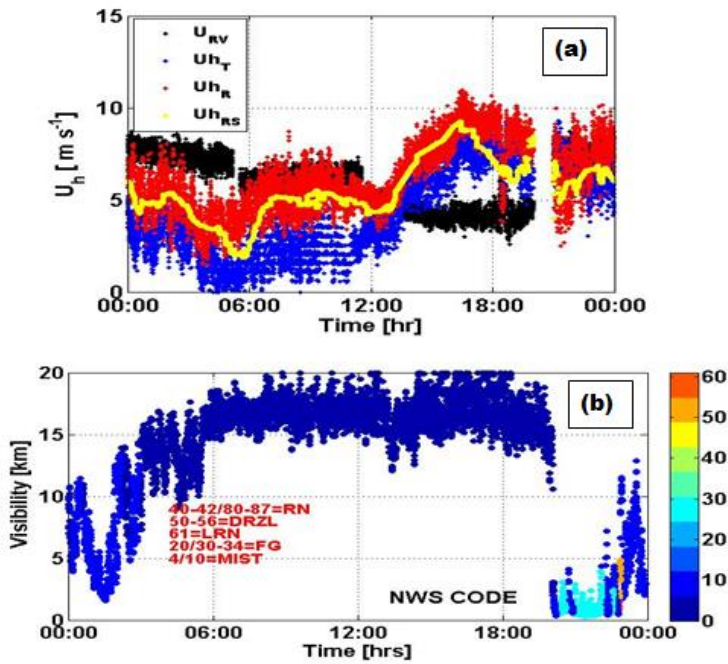 15
10
5
0
U_h [m s⁻¹]
U_RV
Uh_T
Uh_R
Uh_RS
(a)
00:00 06:00 12:00 18:00 00:00
Time [hr]
20
15
10
5
0
Visibility [km]
(b)
40-42/80-87=RN
50-56=DRZL
61=LRN
20/30-34=FG
4/10=MIST
NWS CODE
00:00 06:00 12:00 18:00 00:00
Time [hrs]
60
50
40
30
20
10
0